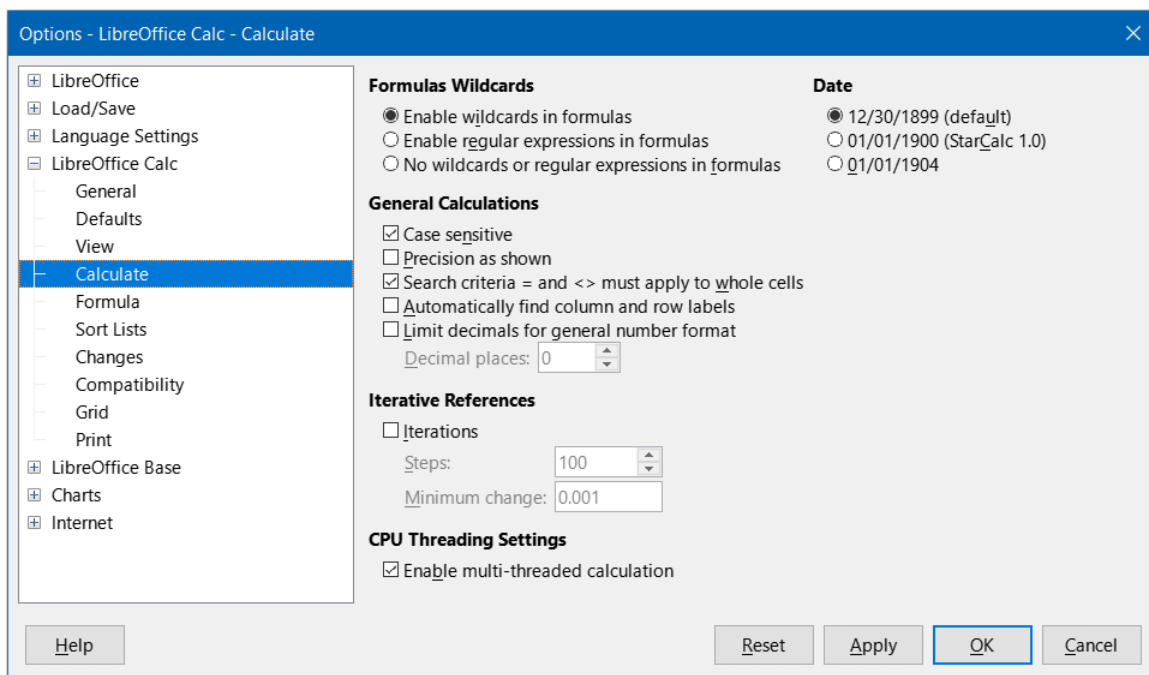 Options - LibreOffice Calc - Calculate
LibreOffice
Load/Save
Language Settings
LibreOffice Calc
General
Defaults
View
Calculate
Formula
Sort Lists
Changes
Compatibility
Grid
Print
LibreOffice Base
Charts
Internet
Formulas Wildcards
Enable wildcards in formulas
Enable regular expressions in formulas
No wildcards or regular expressions in formulas
Date
12/30/1899 (default)
01/01/1900 (StarCalc 1.0)
01/01/1904
General Calculations
Case sensitive
Precision as shown
Search criteria = and <> must apply to whole cells
Automatically find column and row labels
Limit decimals for general number format
Decimal places: 0
Iterative References
Iterations
Steps: 100
Minimum change: 0.001
CPU Threading Settings
Enable multi-threaded calculation
Help Reset Apply OK Cancel